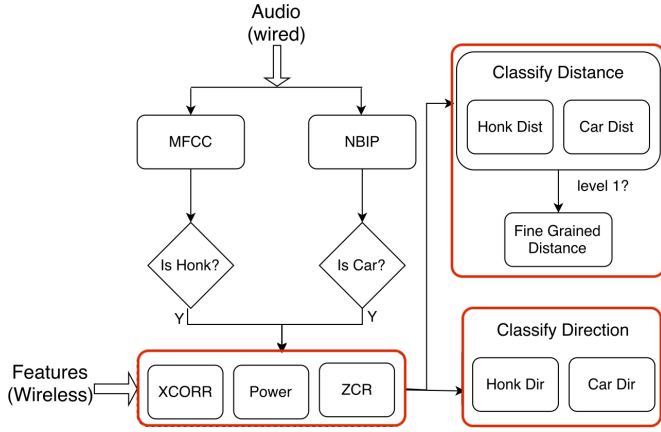 Audio
(wired)
MFCC
NBIP
Is Honk?
Is Car?
Y
Y
Features
(Wireless)
XCORR
Power
ZCR
Classify Distance
Honk Dist
Car Dist
level 1?
Fine Grained
Distance
Classify Direction
Honk Dir
Car Dir